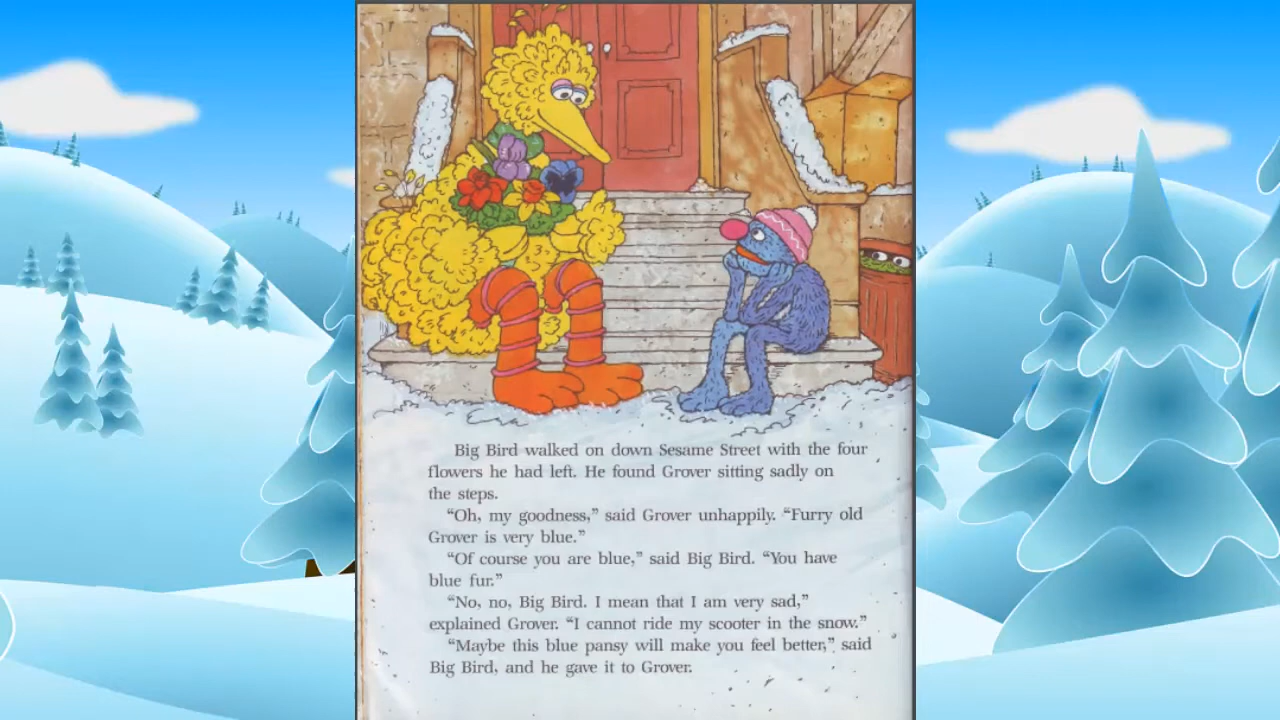 Big Bird walked on down Sesame Street with the four
flowers he had left. He found Grover sitting sadly on
the steps.
“Oh, my goodness,” said Grover unhappily. “Furry old
Grover is very blue.”
“Of course you are blue,” said Big Bird. “You have
blue fur.”
“No, no, Big Bird. I mean that I am very sad,”
explained Grover. “I cannot ride my scooter in the snow.”
“Maybe this blue pansy will make you feel better,” said
Big Bird, and he gave it to Grover.